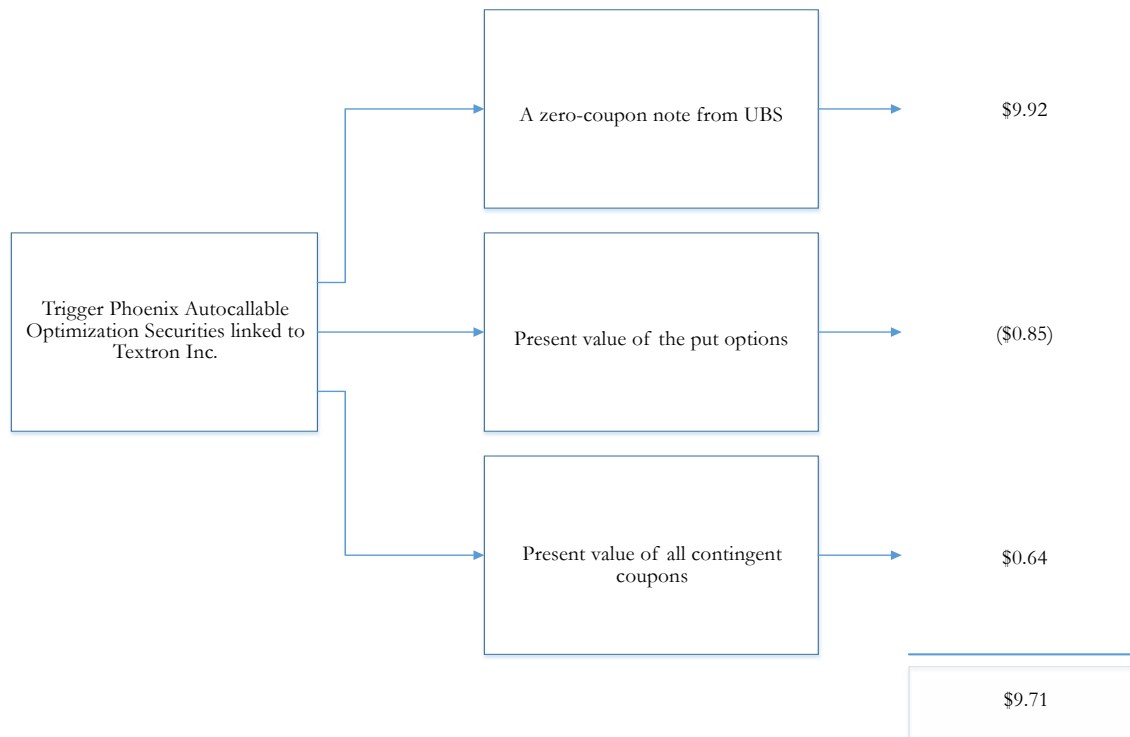 A zero-coupon note from UBS
$9.92
Trigger Phoenix Autocallable
Optimization Securities linked to
Textron Inc.
Present value of the put options
($0.85)
Present value of all contingent
coupons
$0.64
$9.71